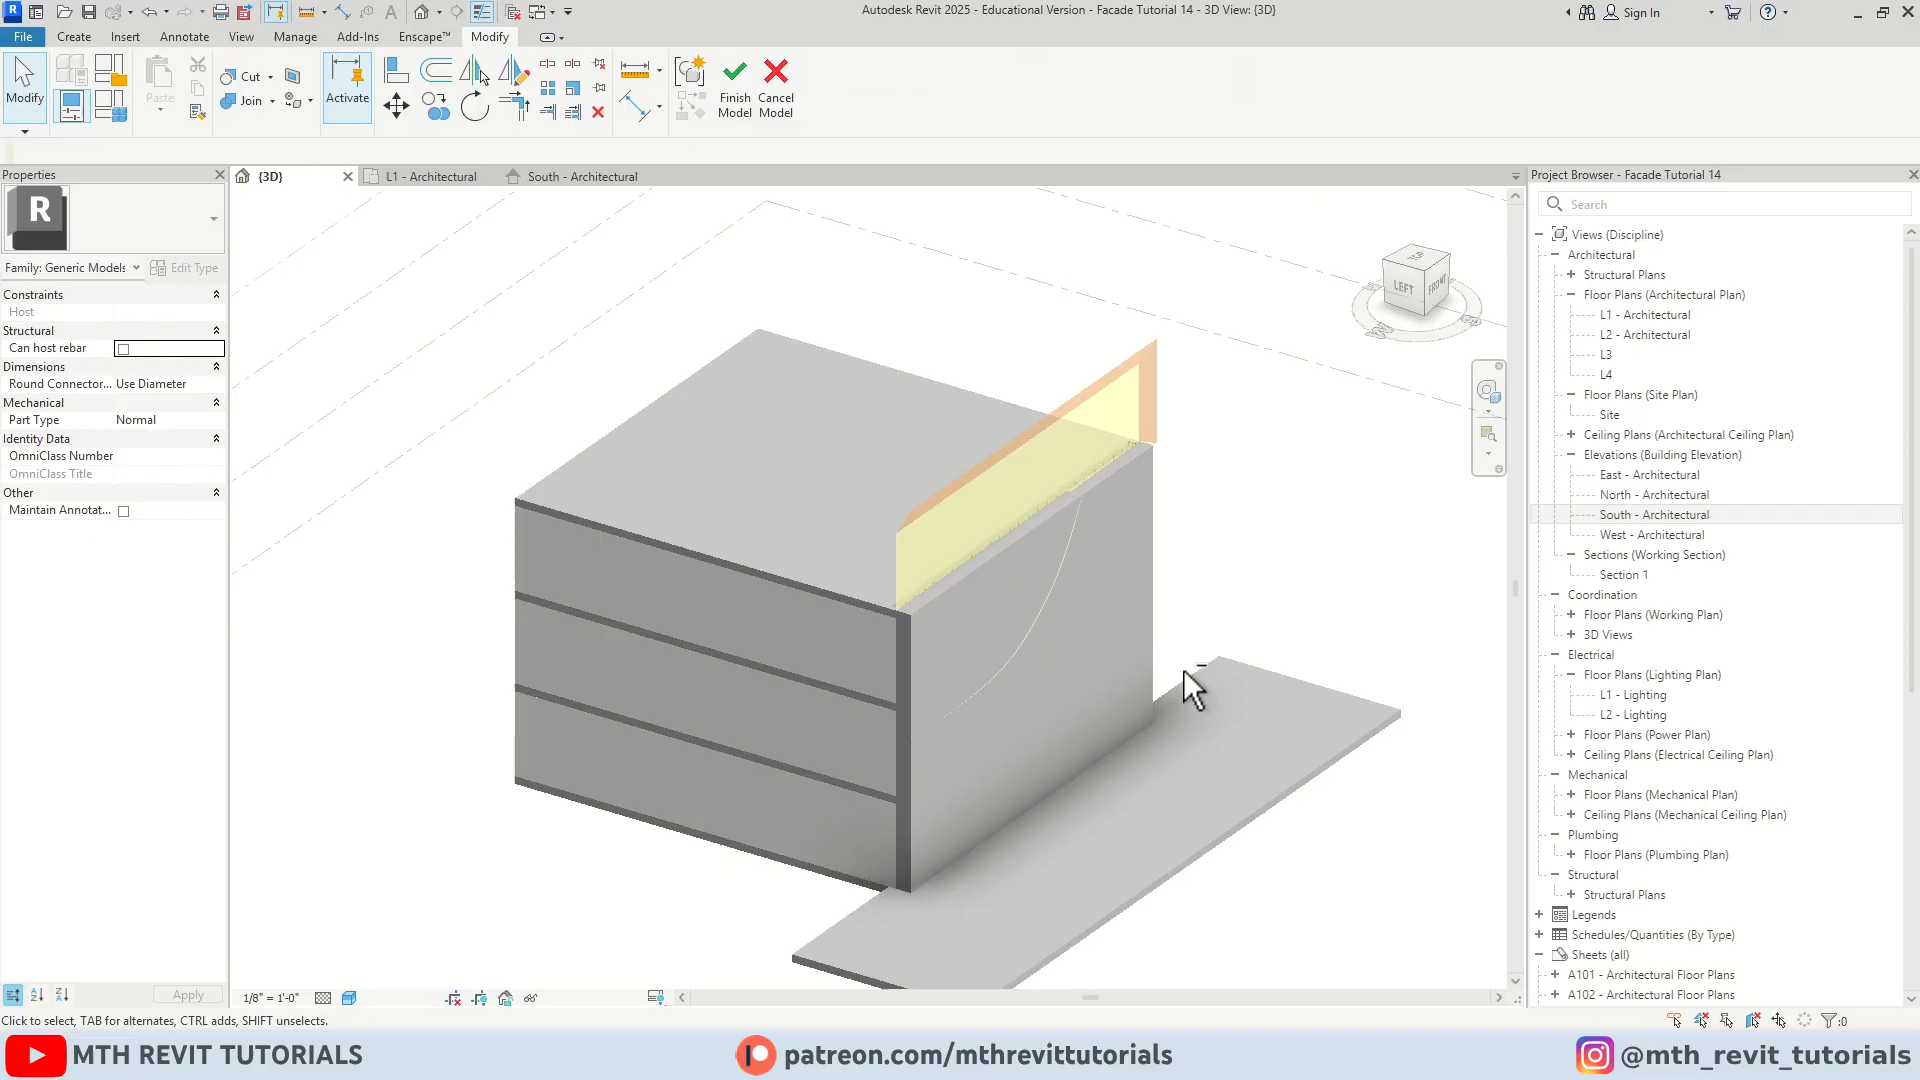 Autodesk Revit 2025 - Educational Version - Facade Tutorial 14 - 3D View: {3D}
Sign In
File Create Insert Annotate View Manage Add-Ins Enscape™ Modify
Modify
Paste
Cut
Join
Activate
Finish Model
Cancel Model
Properties
R
Family: Generic Models
Edit Type
Constraints
Host
Structural
Can host rebar
Dimensions
Round Connector... Use Diameter
Mechanical
Part Type Normal
Identity Data
OmniClass Number
OmniClass Title
Other
Maintain Annotat...
Apply
{3D}
L1 - Architectural
South - Architectural
LEFT
FRONT
1/8" = 1'-0"
Project Browser - Facade Tutorial 14
Search
Views (Discipline)
Architectural
Structural Plans
Floor Plans (Architectural Plan)
L1 - Architectural
L2 - Architectural
L3
L4
Floor Plans (Site Plan)
Site
Ceiling Plans (Architectural Ceiling Plan)
Elevations (Building Elevation)
East - Architectural
North - Architectural
South - Architectural
West - Architectural
Sections (Working Section)
Section 1
Coordination
Floor Plans (Working Plan)
3D Views
Electrical
Floor Plans (Lighting Plan)
L1 - Lighting
L2 - Lighting
Floor Plans (Power Plan)
Ceiling Plans (Electrical Ceiling Plan)
Mechanical
Floor Plans (Mechanical Plan)
Ceiling Plans (Mechanical Ceiling Plan)
Plumbing
Floor Plans (Plumbing Plan)
Structural
Structural Plans
Legends
Schedules/Quantities (By Type)
Sheets (all)
A101 - Architectural Floor Plans
A102 - Architectural Floor Plans
Click to select, TAB for alternates, CTRL adds, SHIFT unselects.
:0
MTH REVIT TUTORIALS
patreon.com/mthrevittutorials
@mth_revit_tutorials